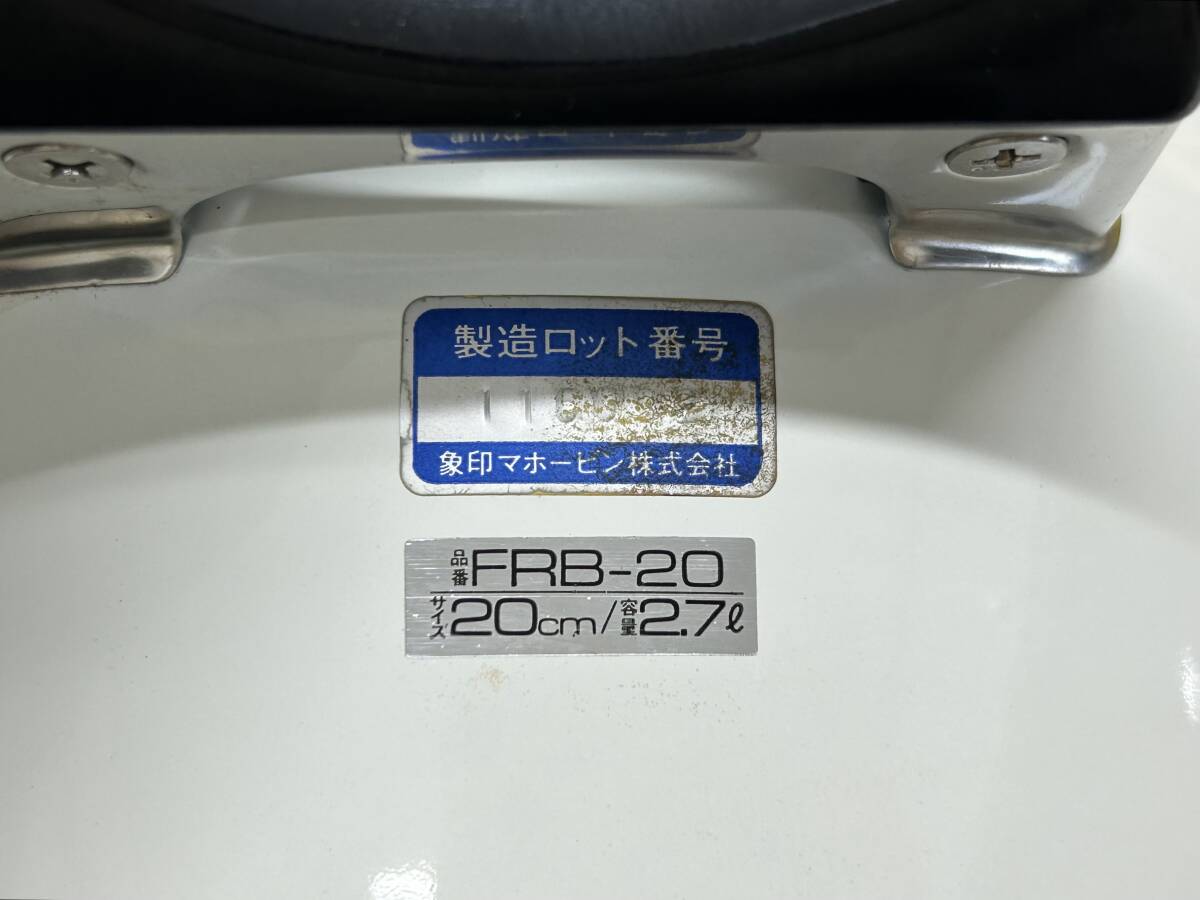 製造ロット番号
象印マホービン株式会社
品番 FRB-20
サイズ 20cm/容量 2.7ℓ